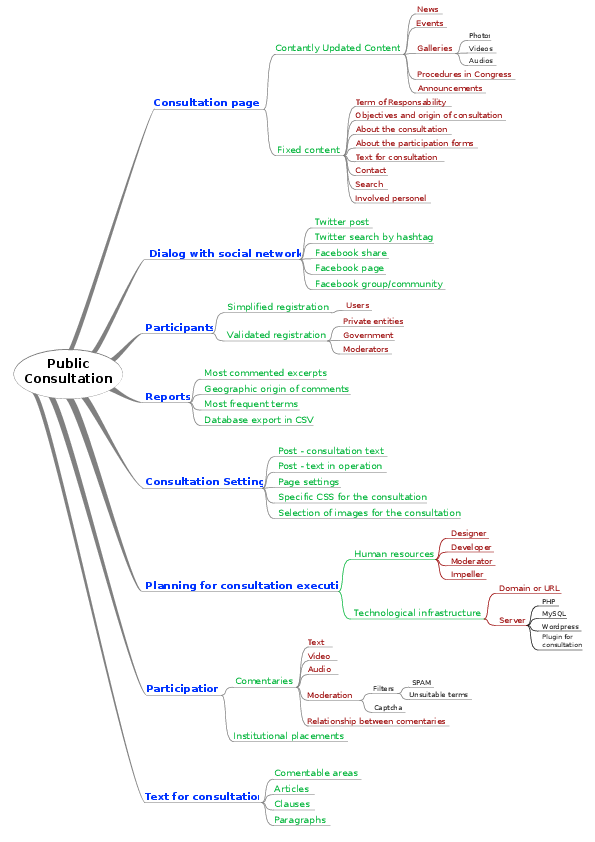 Public
Consultation
Consultation page
Contantly Updated Content
News
Events
Galleries
Photos
Videos
Audios
Procedures in Congress
Announcements
Fixed content
Term of Responsability
Objectives and origin of consultation
About the consultation
About the participation forms
Text for consultation
Contact
Search
Involved personel
Dialog with social network
Twitter post
Twitter search by hashtag
Facebook share
Facebook page
Facebook group/community
Participants
Simplified registration
Users
Validated registration
Private entities
Government
Moderators
Reports
Most commented excerpts
Geographic origin of comments
Most frequent terms
Database export in CSV
Consultation Setting
Post - consultation text
Post - text in operation
Page settings
Specific CSS for the consultation
Selection of images for the consultation
Planning for consultation executi
Human resources
Designer
Developer
Moderator
Impeller
Technological infrastructure
Domain or URL
Server
PHP
MySQL
Wordpress
Plugin for
consultation
Participation
Comentaries
Text
Video
Audio
Moderation
Filters
SPAM
Unsuitable terms
Captcha
Relationship between comentaries
Institutional placements
Text for consultation
Comentable areas
Articles
Clauses
Paragraphs